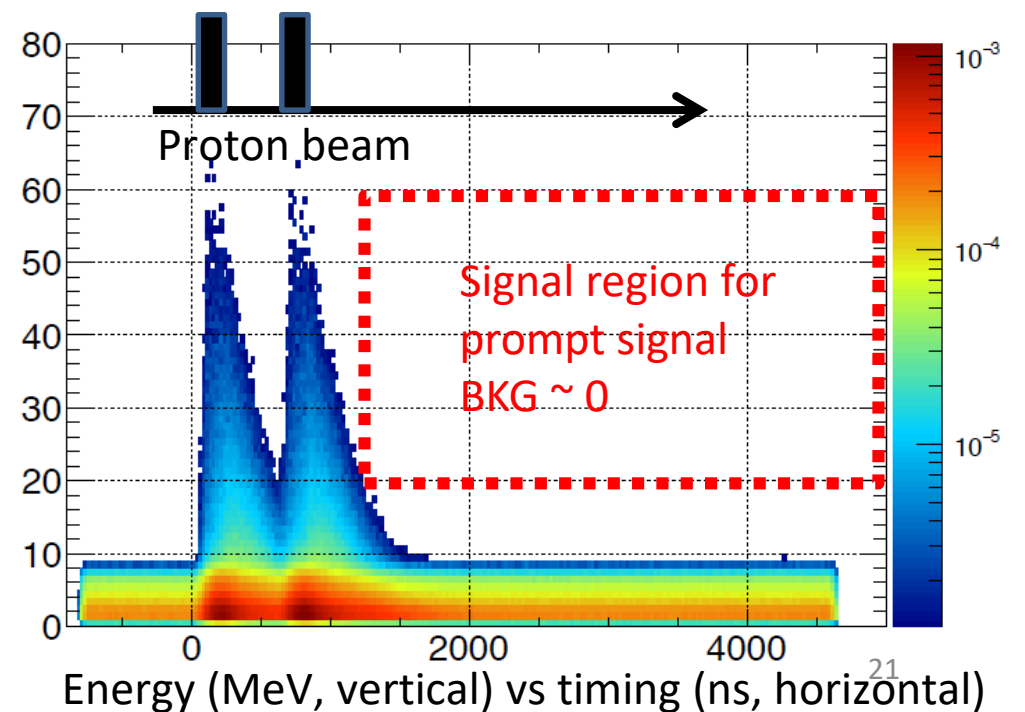 80
70
60
50
40
30
20
10
0
Proton beam
Signal region for
prompt signal
BKG ~ 0
10⁻³
10⁻⁴
10⁻⁵
0 2000 4000
21
Energy (MeV, vertical) vs timing (ns, horizontal)